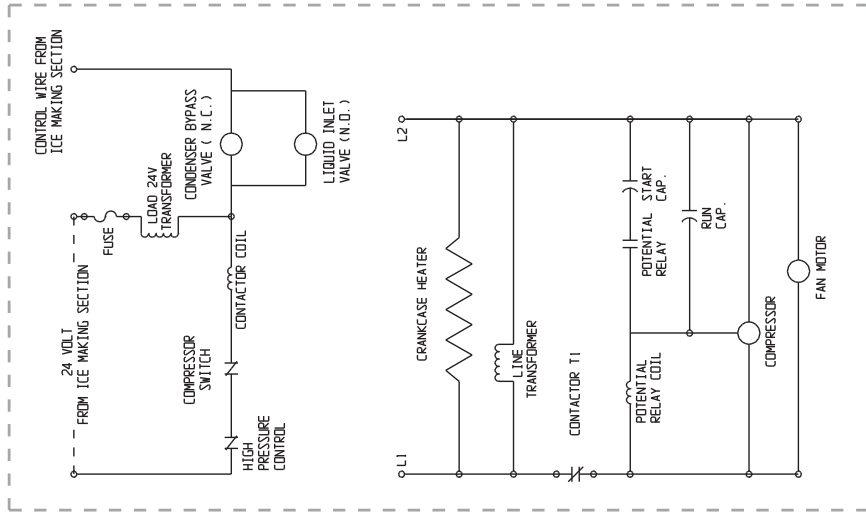 CONTROL WIRE FROM
ICE MAKING SECTION
CONDENSER BYPASS
VALVE ( N.C.)
LIQUID INLET
VALVE (N.O.)
LOAD 24V
TRANSFORMER
FUSE
24 VOLT
FROM ICE MAKING SECTION
CONTACTOR COIL
COMPRESSOR
SWITCH
HIGH
PRESSURE
CONTROL
L2
CRANKCASE HEATER
LINE
TRANSFORMER
CONTACTOR T1
POTENTIAL
RELAY
START
CAP.
RUN
CAP.
POTENTIAL
RELAY COIL
COMPRESSOR
FAN MOTOR
L1